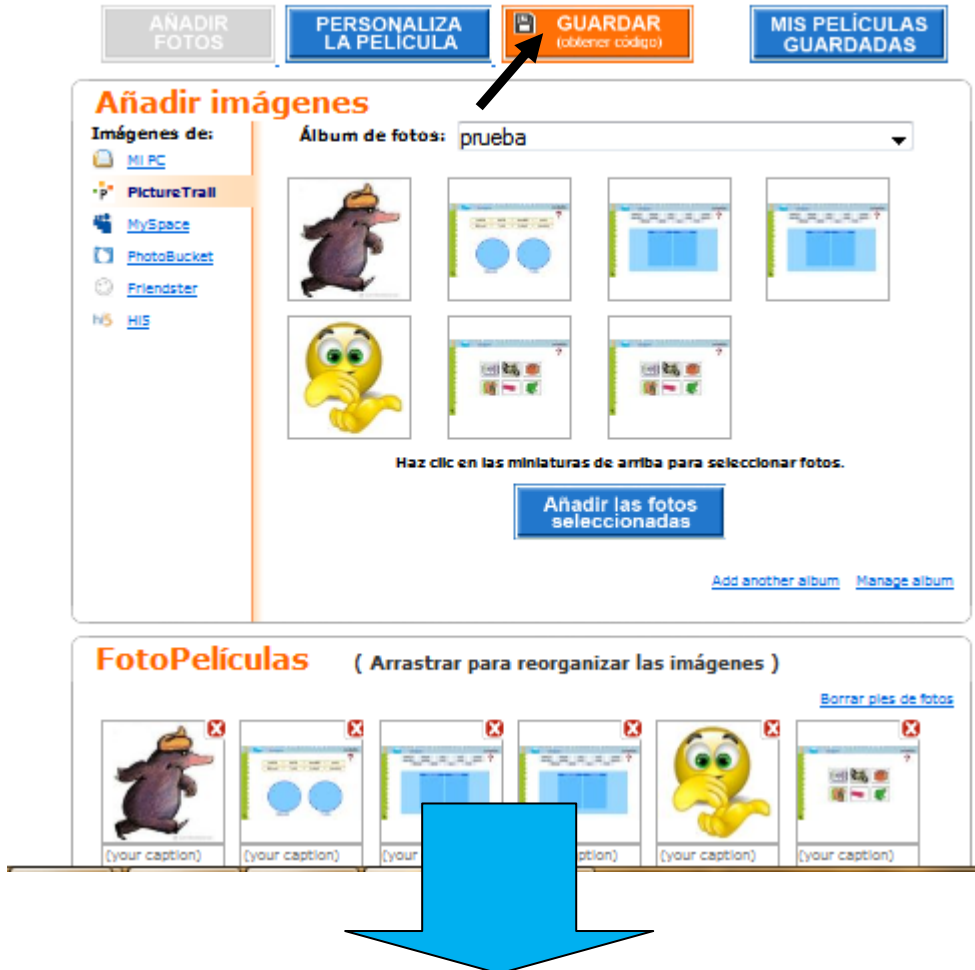 AÑADIR
FOTOS
PERSONALIZA
LA PELÍCULA
GUARDAR
(obtener código)
MIS PELÍCULAS
GUARDADAS
Añadir imágenes
Imágenes de:
Álbum de fotos: prueba
MI PC
PictureTrail
MySpace
PhotoBucket
Friendster
hi5 HI5
Haz clic en las miniaturas de arriba para seleccionar fotos.
Añadir las fotos
seleccionadas
Add another album Manage album
FotoPelículas ( Arrastrar para reorganizar las imágenes )
Borrar pies de fotos
(your caption) (your caption) (your ption) (your caption) (your caption)